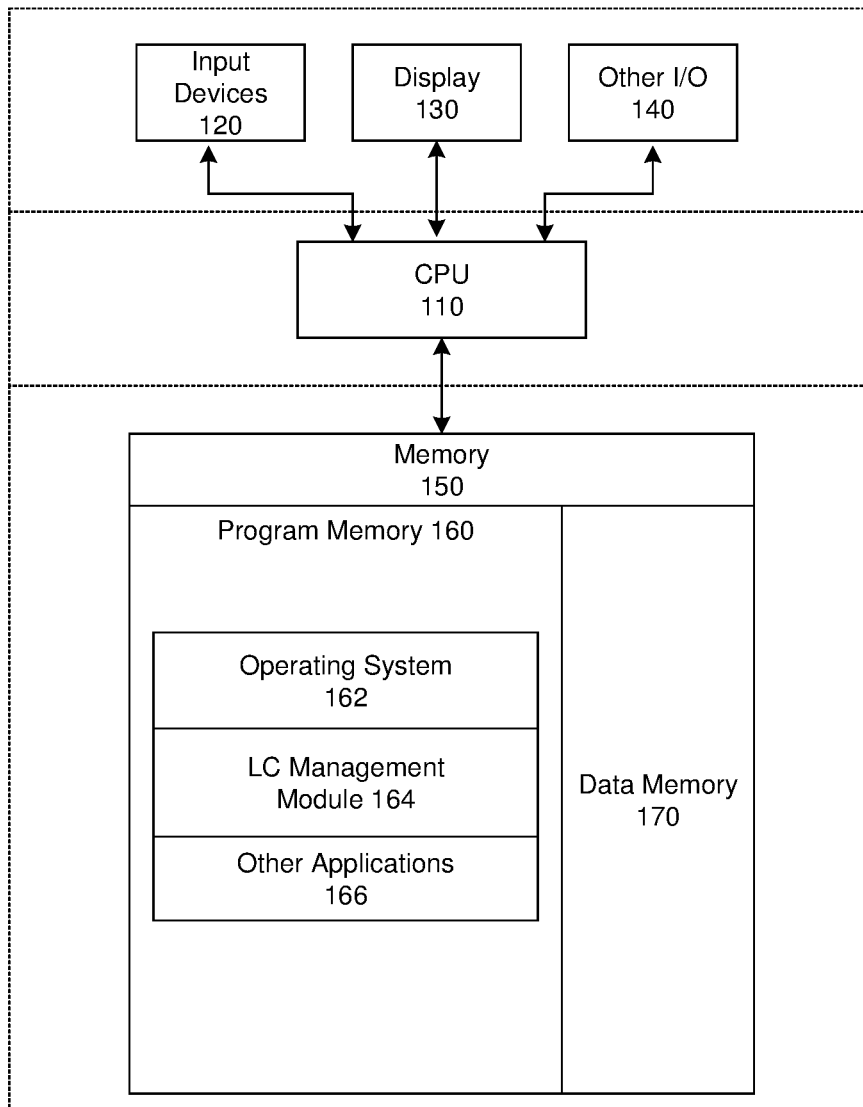 Input
Devices
120
Display
130
Other I/O
140
CPU
110
Memory
150
Program Memory 160
Operating System
162
LC Management
Module 164
Other Applications
166
Data Memory
170